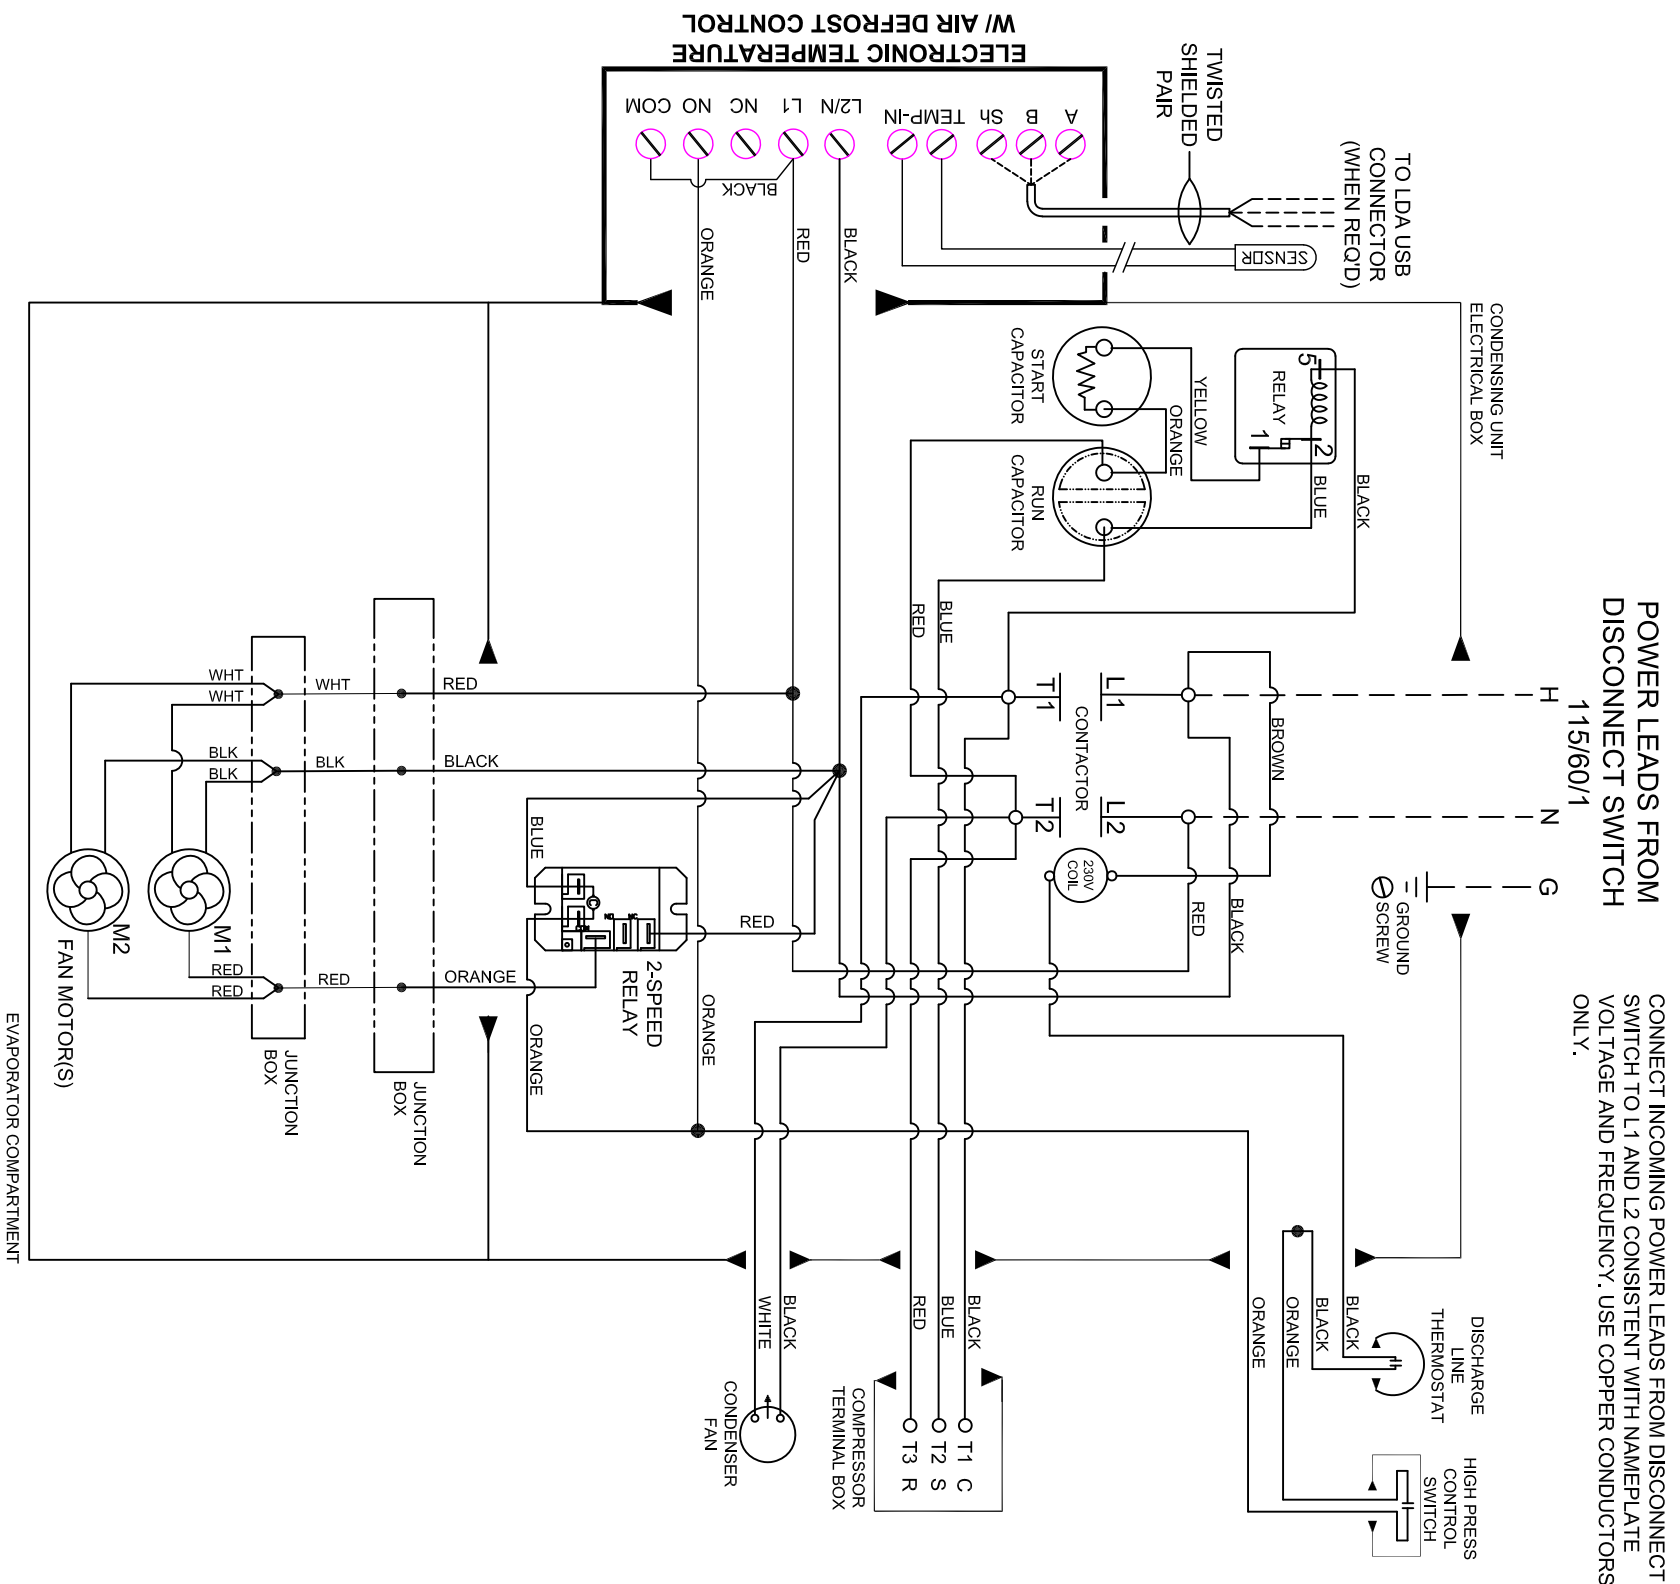 POWER LEADS FROM
DISCONNECT SWITCH
115/60/1
H
N
G
GROUND
SCREW
CONNECT INCOMING POWER LEADS FROM DISCONNECT
SWITCH TO L1 AND L2 CONSISTENT WITH NAMEPLATE
VOLTAGE AND FREQUENCY. USE COPPER CONDUCTORS
ONLY.
ELECTRONIC TEMPERATURE
W/ AIR DEFROST CONTROL
COM
NO
NC
L1
L2/N
TEMP-IN
Sh
B
A
BLACK
ORANGE
RED
BLACK
TWISTED
SHIELDED
PAIR
TO LDA USB
CONNECTOR
(WHEN REQ'D)
SENSOR
CONDENSING UNIT
ELECTRICAL BOX
START
CAPACITOR
RUN
CAPACITOR
RELAY
5
2
1
YELLOW
ORANGE
BLUE
BLACK
RED
BLUE
T1
L1
CONTACTOR
T2
L2
230V
COIL
BROWN
RED
BLACK
WHT
WHT
WHT
RED
BLK
BLK
BLK
BLACK
RED
RED
RED
ORANGE
M1
M2
FAN MOTOR(S)
JUNCTION
BOX
JUNCTION
BOX
EVAPORATOR COMPARTMENT
BLUE
C
NO
NC
COM
RED
2-SPEED
RELAY
ORANGE
ORANGE
WHITE
BLACK
CONDENSER
FAN
RED
BLUE
BLACK
COMPRESSOR
TERMINAL BOX
T1 C
T2 S
T3 R
ORANGE
ORANGE
BLACK
BLACK
DISCHARGE
LINE
THERMOSTAT
HIGH PRESS
CONTROL
SWITCH